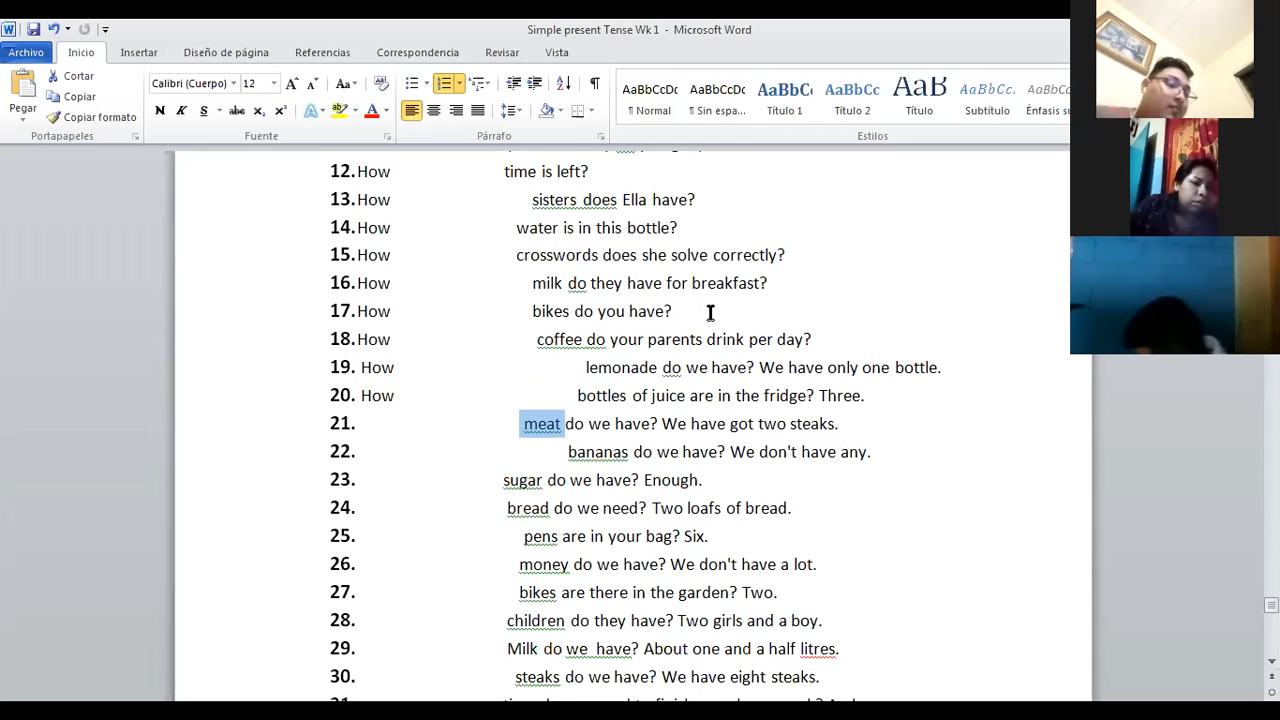 Simple present Tense Wk1 - Microsoft Word
Archivo Inicio Insertar Diseño de página Referencias Correspondencia Revisar Vista
Pegar
Cortar
Copiar
Copiar formato
Calibri (Cuerpo) 12
AaBbCcDc AaBbCcDc AaBbC AaBbCc AaB AaBbCc.
¶ Normal ¶ Sin espa... Título 1 Título 2 Título Subtítulo Énfasis su
Portapapeles Fuente Párrafo Estilos
12. How time is left?
13. How sisters does Ella have?
14. How water is in this bottle?
15. How crosswords does she solve correctly?
16. How milk do they have for breakfast?
17. How bikes do you have?
18. How coffee do your parents drink per day?
19. How lemonade do we have? We have only one bottle.
20. How bottles of juice are in the fridge? Three.
21. meat do we have? We have got two steaks.
22. bananas do we have? We don't have any.
23. sugar do we have? Enough.
24. bread do we need? Two loafs of bread.
25. pens are in your bag? Six.
26. money do we have? We don't have a lot.
27. bikes are there in the garden? Two.
28. children do they have? Two girls and a boy.
29. Milk do we have? About one and a half litres.
30. steaks do we have? We have eight steaks.